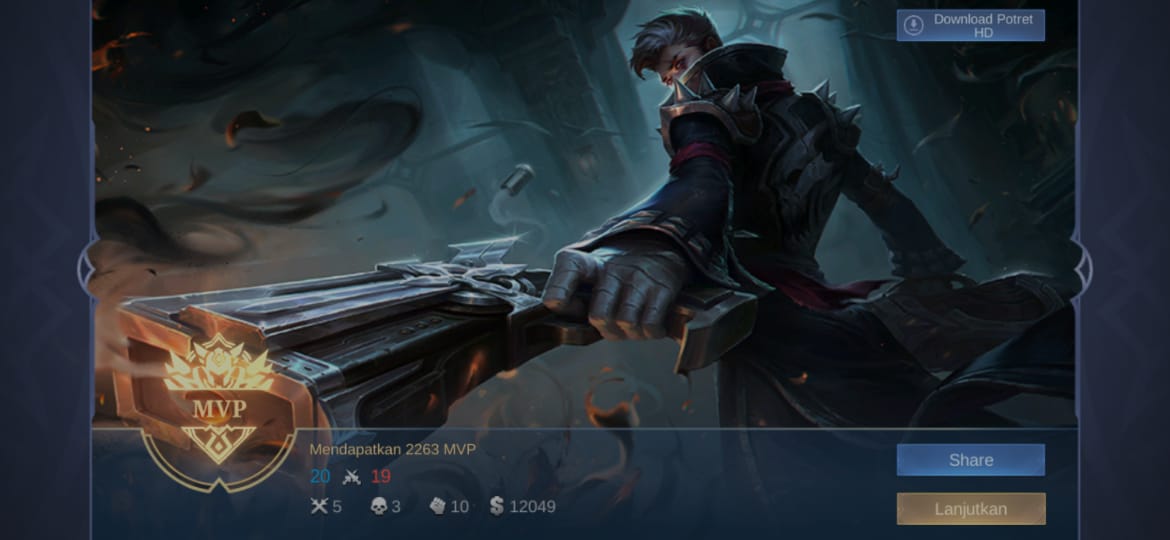 Download Potret
HD
MVP
Mendapatkan 2263 MVP
20 19
5 3 10 $ 12049
Share
Lanjutkan